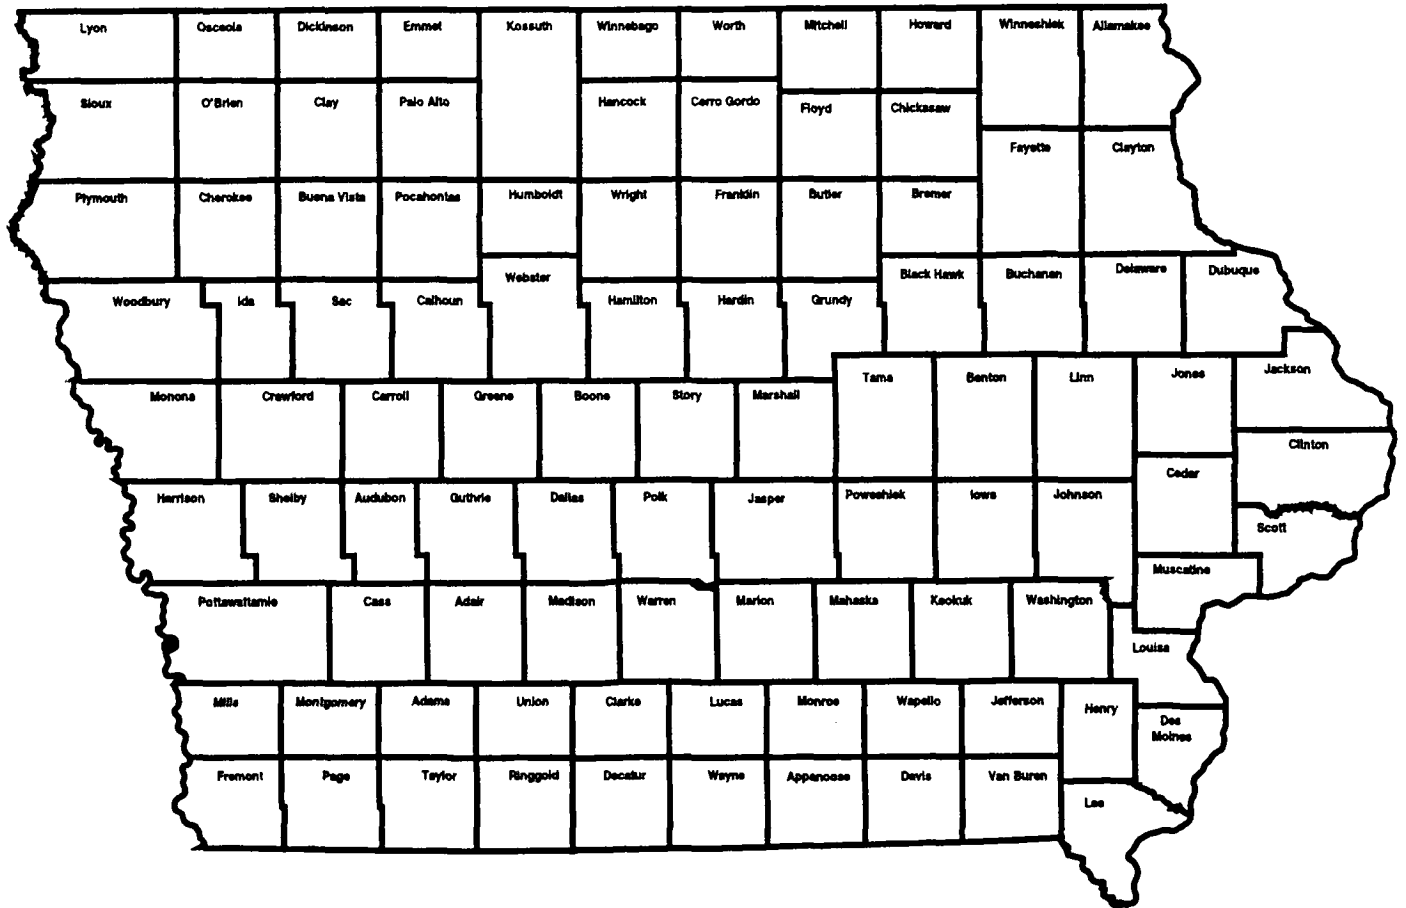 Lyon Osceola Dickinson Emmet Kossuth Winnebago Worth Mitchell Howard Winneshiek Allamakee
Sioux O'Brien Clay Palo Alto Hancock Cerro Gordo Floyd Chickasaw
Fayette Clayton
Plymouth Cherokee Buena Vista Pocahontas Humboldt Wright Franklin Butler Bremer
Woodbury Ida Sac Calhoun Webster Hamilton Hardin Grundy Black Hawk Buchanan Delaware Dubuque
Monona Crawford Carroll Greene Boone Story Marshall Tama Benton Linn Jones Jackson
Clinton
Cedar
Harrison Shelby Audubon Guthrie Dallas Polk Jasper Poweshiek Iowa Johnson
Scott
Muscatine
Pottawattamie Cass Adair Madison Warren Marion Mahaska Keokuk Washington
Louisa
Mills Montgomery Adams Union Clarke Lucas Monroe Wapello Jefferson Henry
Des
Moines
Fremont Page Taylor Ringgold Decatur Wayne Appanoose Davis Van Buren
Lee